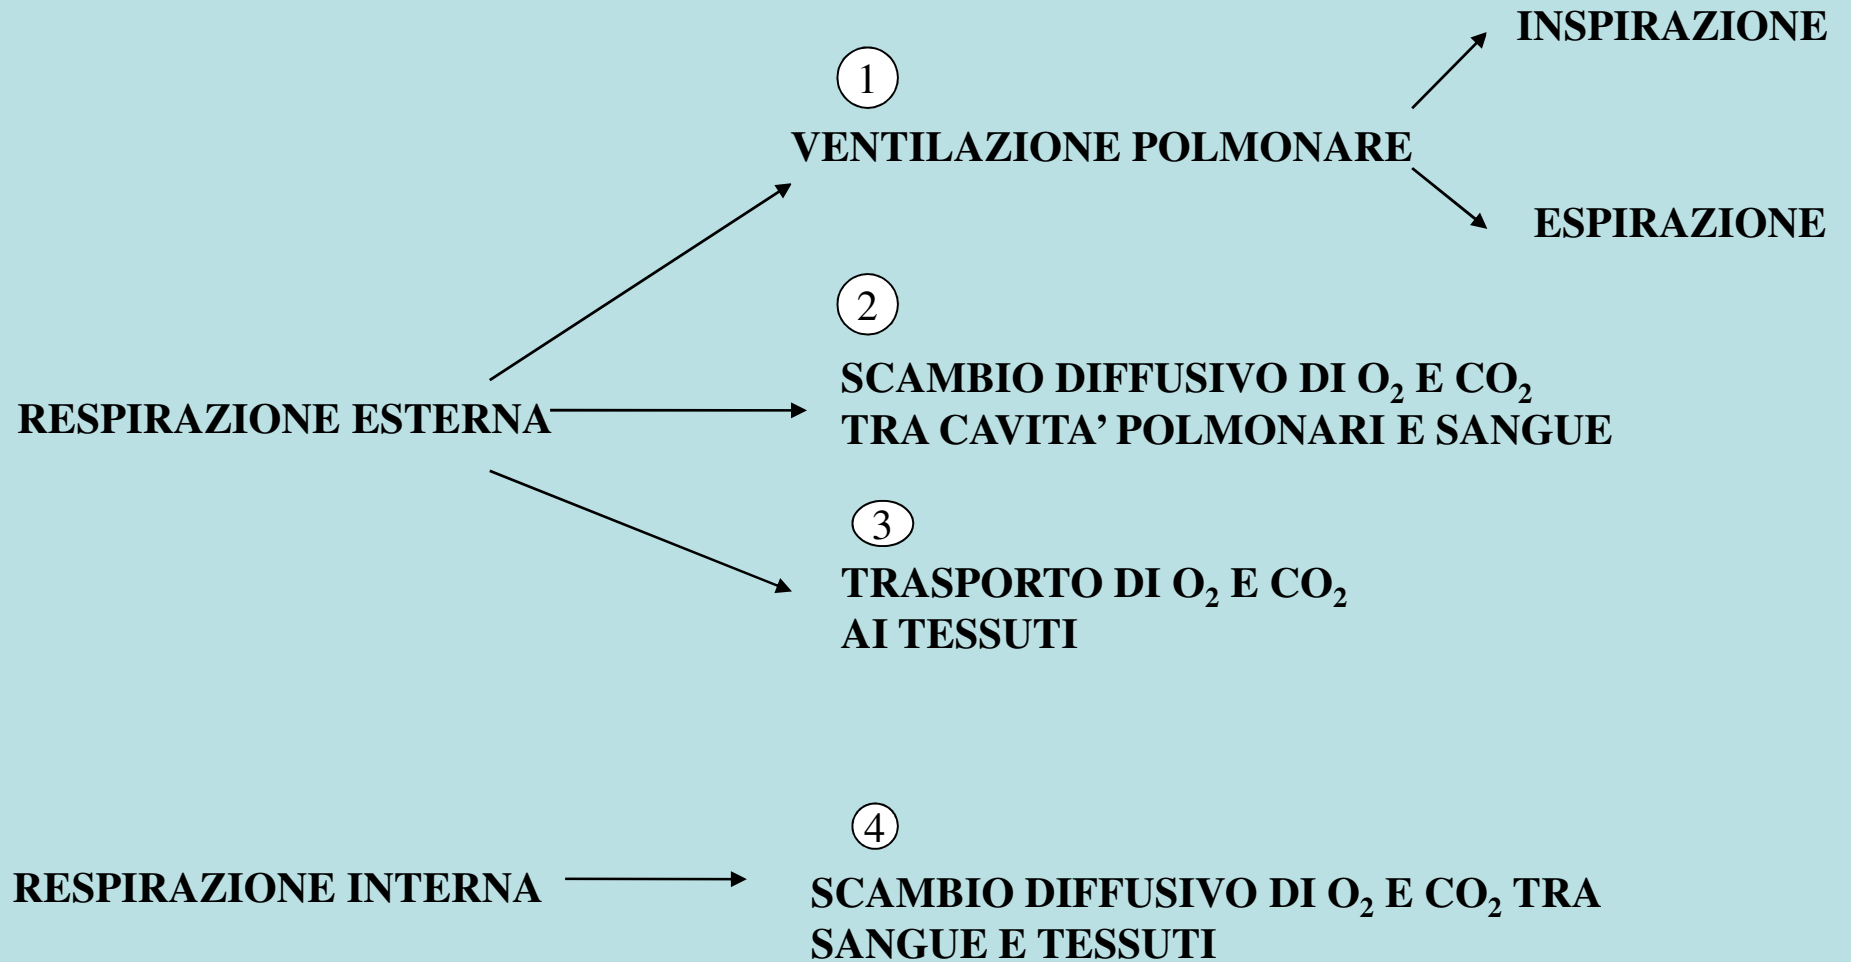 INSPIRAZIONE
1
VENTILAZIONE POLMONARE
ESPIRAZIONE
2
SCAMBIO DIFFUSIVO DI O₂ E CO₂
TRA CAVITA’ POLMONARI E SANGUE
RESPIRAZIONE ESTERNA
3
TRASPORTO DI O₂ E CO₂
AI TESSUTI
4
RESPIRAZIONE INTERNA
SCAMBIO DIFFUSIVO DI O₂ E CO₂ TRA
SANGUE E TESSUTI